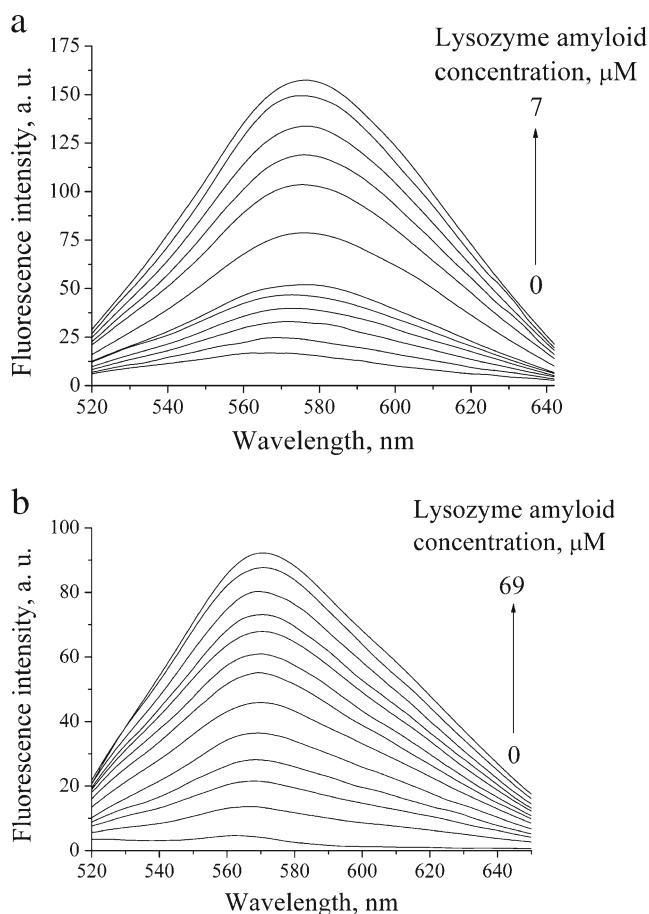 a
Lysozyme amyloid
concentration, μM
7
0
175
150
125
100
75
50
25
0
Fluorescence intensity, a. u.
520 540 560 580 600 620 640
Wavelength, nm
b
Lysozyme amyloid
concentration, μM
69
0
100
80
60
40
20
0
Fluorescence intensity, a. u.
520 540 560 580 600 620 640
Wavelength, nm